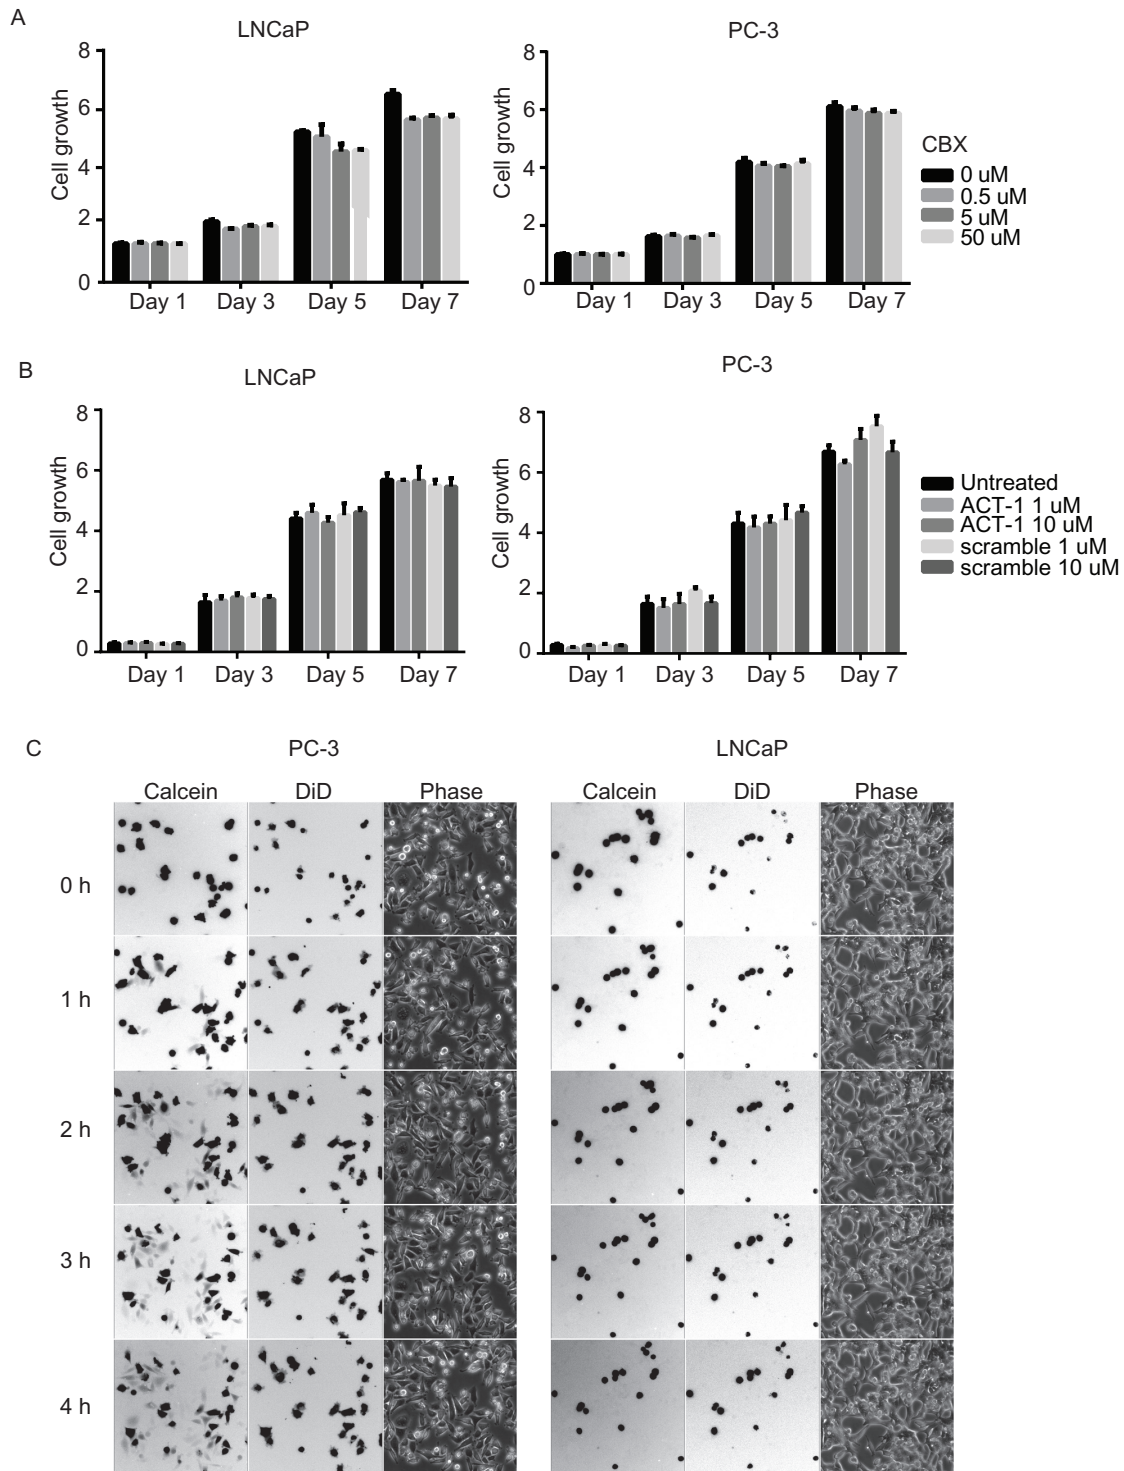 A
LNCaP
PC-3
Cell growth
8
6
4
2
0
Day 1 Day 3 Day 5 Day 7
Cell growth
8
6
4
2
0
Day 1 Day 3 Day 5 Day 7
CBX
0 uM
0.5 uM
5 uM
50 uM
B
LNCaP
PC-3
Cell growth
8
6
4
2
0
Day 1 Day 3 Day 5 Day 7
Cell growth
8
6
4
2
0
Day 1 Day 3 Day 5 Day 7
Untreated
ACT-1 1 uM
ACT-1 10 uM
scramble 1 uM
scramble 10 uM
C
PC-3
LNCaP
Calcein DiD Phase
Calcein DiD Phase
0 h
1 h
2 h
3 h
4 h